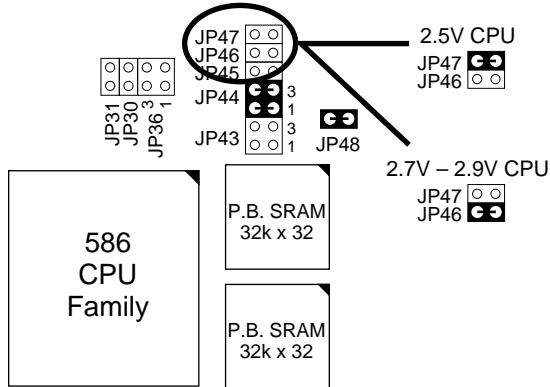 JP47
JP46
JP45
JP44
3
1
JP43
3
1
JP48
JP31
JP30
JP36
3
1
2.5V CPU
JP47
JP46
2.7V – 2.9V CPU
JP47
JP46
586
CPU
Family
P.B. SRAM
32k x 32
P.B. SRAM
32k x 32